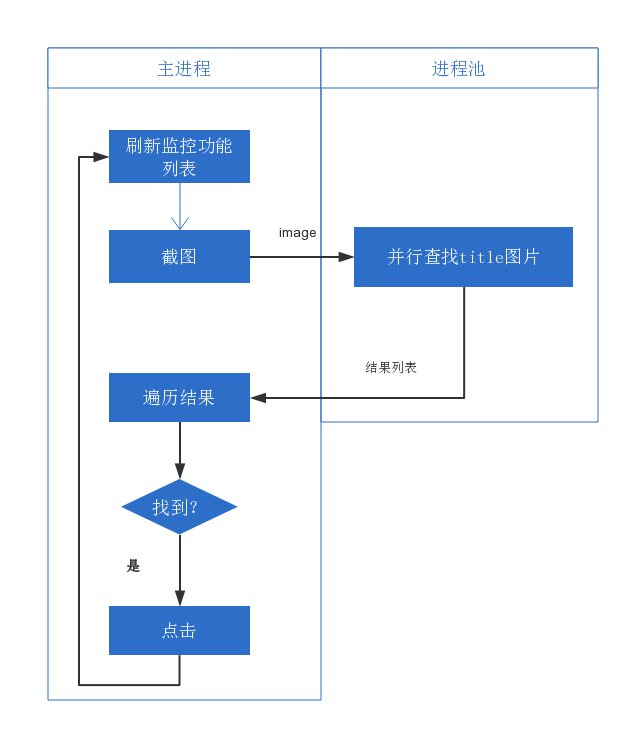 主进程
进程池
刷新监控功能
列表
截图
image
并行查找title图片
结果列表
遍历结果
找到？
是
点击